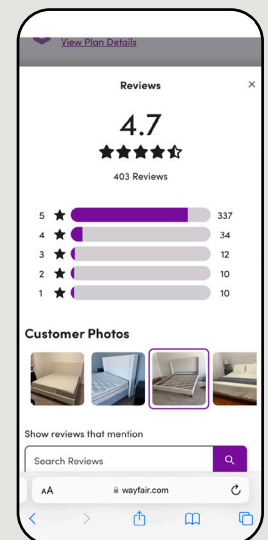 View Plan Details
Reviews
4.7
403 Reviews
5 337
4 34
3 12
2 10
1 10
Customer Photos
Show reviews that mention
Search Reviews
AA wayfair.com